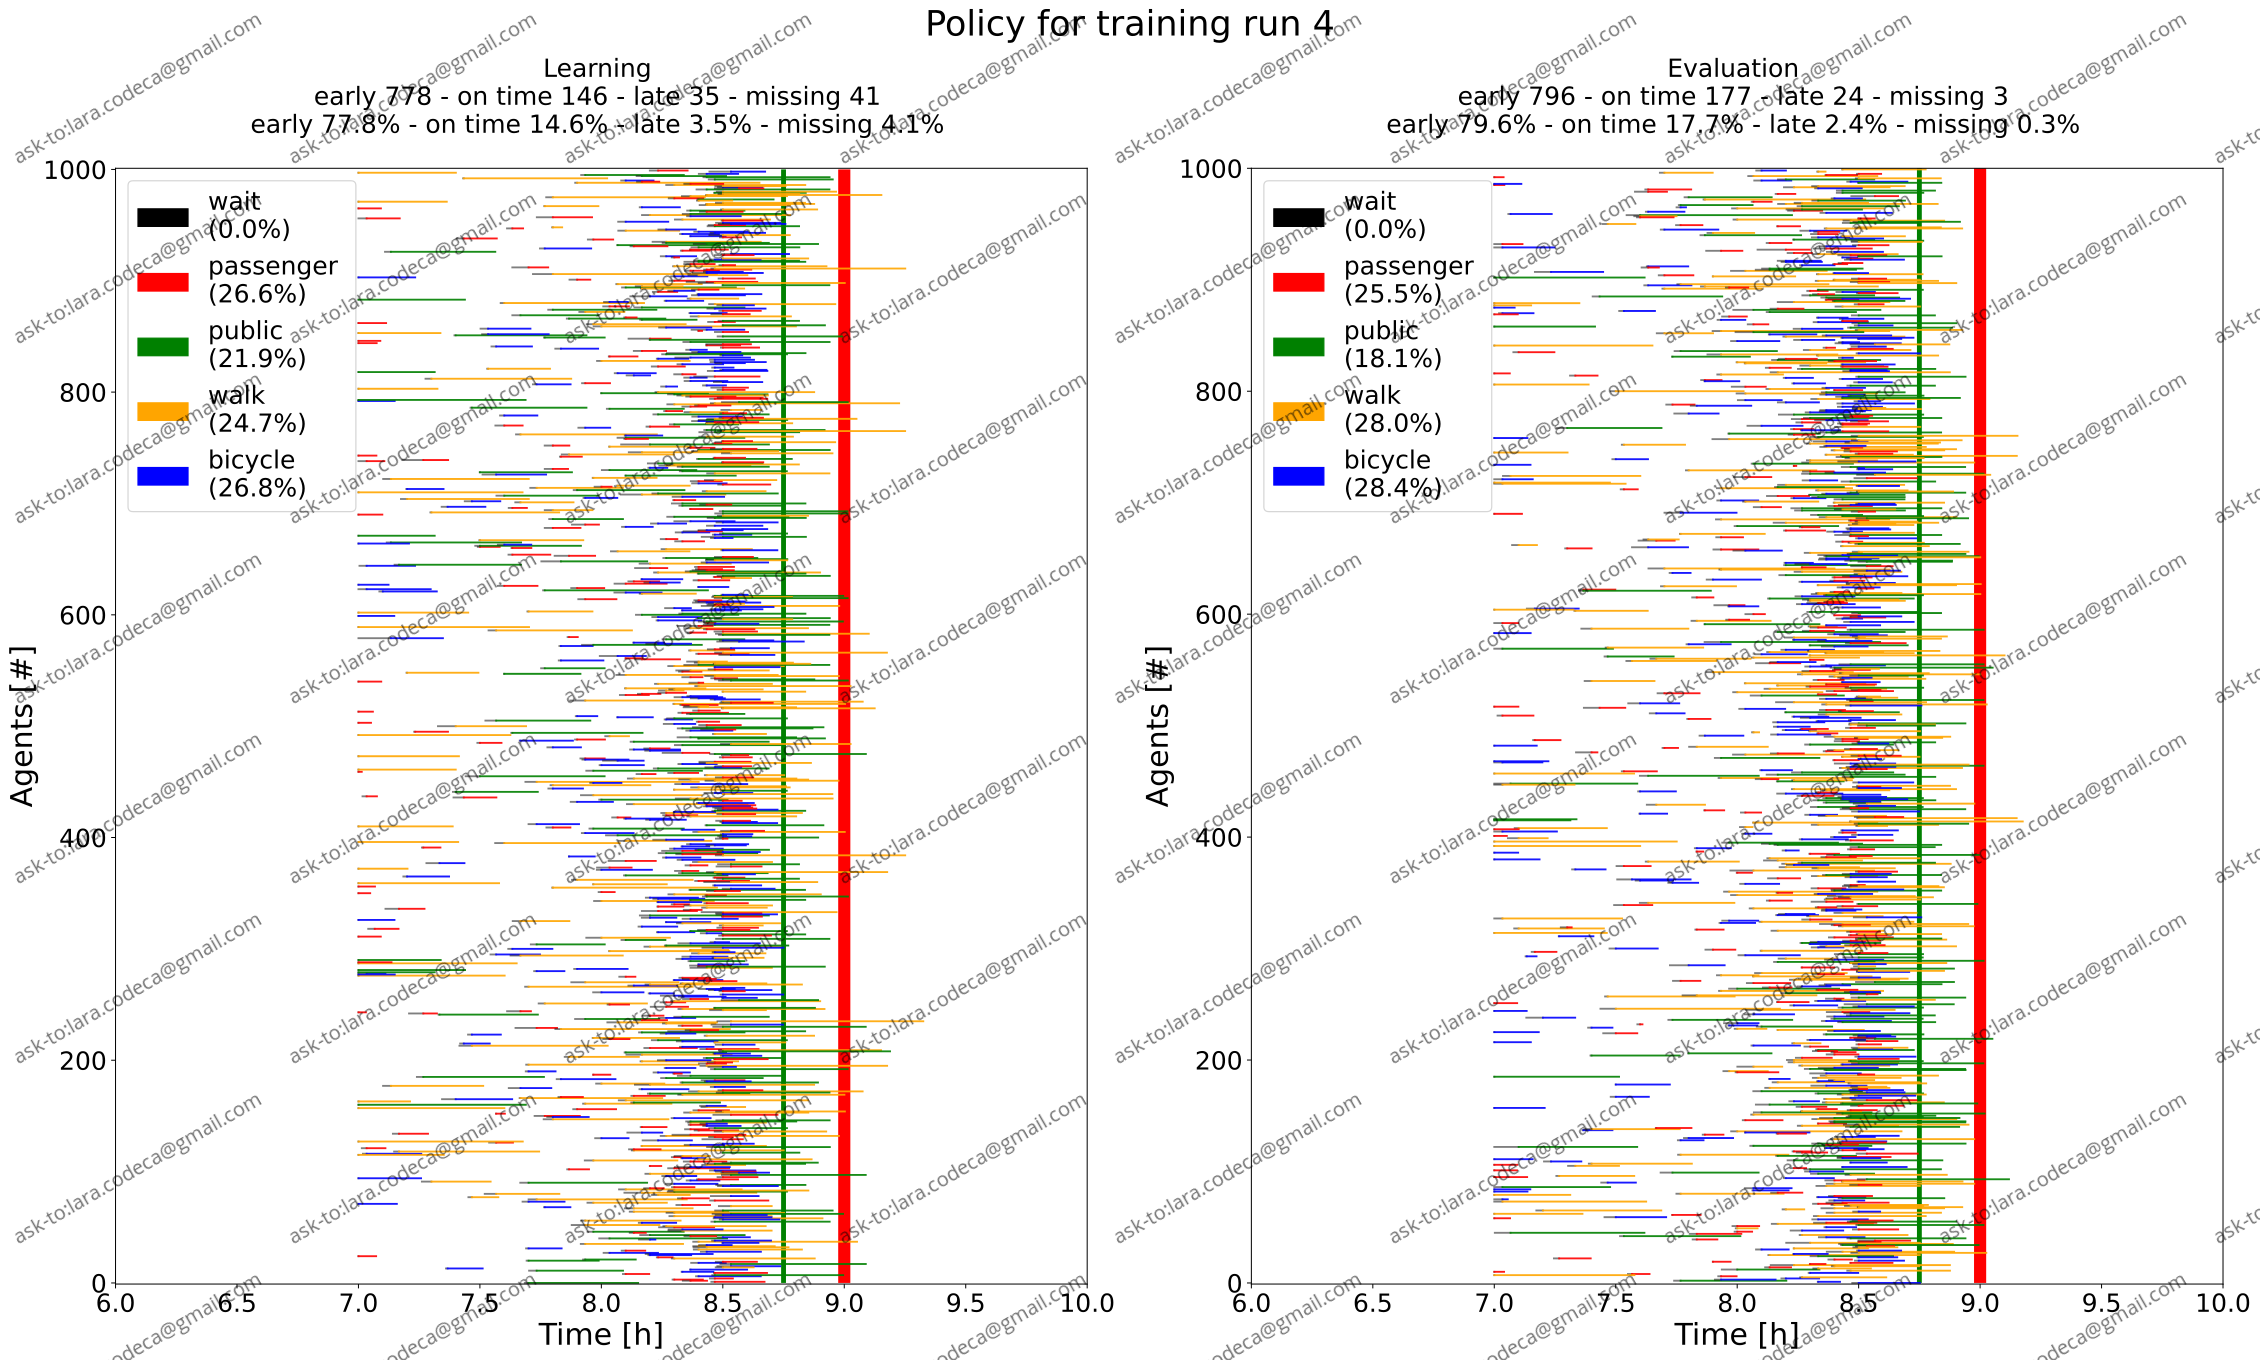 Policy for training run 4
Learning
early 778 - on time 146 - late 35 - missing 41
early 77.8% - on time 14.6% - late 3.5% - missing 4.1%
wait
(0.0%)
passenger
(26.6%)
public
(21.9%)
walk
(24.7%)
bicycle
(26.8%)
1000
800
600
400
200
0
Agents [#]
6.0 6.5 7.0 7.5 8.0 8.5 9.0 9.5 10.0
Time [h]
Evaluation
early 796 - on time 177 - late 24 - missing 3
early 79.6% - on time 17.7% - late 2.4% - missing 0.3%
wait
(0.0%)
passenger
(25.5%)
public
(18.1%)
walk
(28.0%)
bicycle
(28.4%)
1000
800
600
400
200
0
Agents [#]
6.0 6.5 7.0 7.5 8.0 8.5 9.0 9.5 10.0
Time [h]
ask-to:lara.codeca@gmail.com